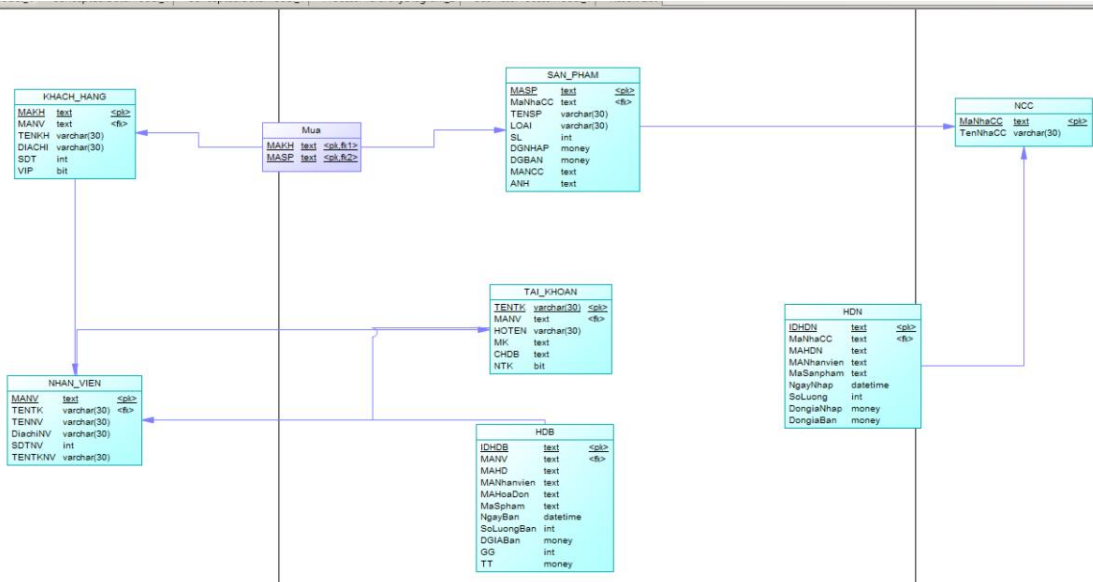 KHACH_HANG
MAKH text <pk>
MANV text <fk>
TENKH varchar(30)
DIACHI varchar(30)
SDT int
VIP bit
Mua
MAKH text <pk,fk1>
MASP text <pk,fk2>
SAN_PHAM
MASP text <pk>
MaNhaCC text <fk>
TENSP varchar(30)
LOAI varchar(30)
SL int
DGNHAP money
DGBAN money
MANCC text
ANH text
NCC
MaNhaCC text <pk>
TenNhaCC varchar(30)
TAI_KHOAN
TENTK varchar(30) <pk>
MANV text <fk>
HOTEN varchar(30)
MK text
CHDB text
NTK bit
HDN
IDHDN text <pk>
MaNhaCC text <fk>
MAHDN text
MANhanvien text
MaSanpham text
NgayNhap datetime
SoLuong int
DongiaNhap money
DongiaBan money
NHAN_VIEN
MANV text <pk>
TENTK varchar(30) <fk>
TENNV varchar(30)
DiachiNV varchar(30)
SDTNV int
TENTKNV varchar(30)
HDB
IDHDB text <pk>
MANV text <fk>
MAHD text
MANhanvien text
MAHoaDon text
MaSpham text
NgayBan datetime
SoLuongBan int
DGIABan money
GG int
TT money